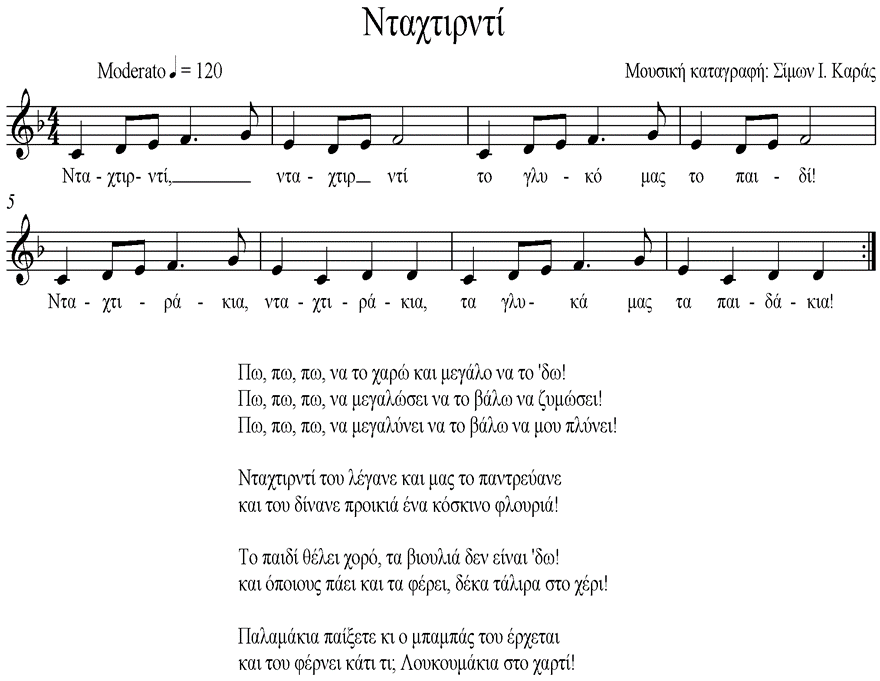 Νταχτιρντί
Moderato ♩ = 120
Μουσική καταγραφή: Σίμων Ι. Καράς
4/4
Ντα - χτιρ- ντί,_______ ντα - χτιρ__ ντί το γλυ - κό μας το παι - δί!
5
Ντα - χτι - ρά - κια, ντα - χτι - ρά - κια, τα γλυ - κά μας τα παι - δά - κια!
Πω, πω, πω, να το χαρώ και μεγάλο να το 'δω!
Πω, πω, πω, να μεγαλώσει να το βάλω να ζυμώσει!
Πω, πω, πω, να μεγαλύνει να το βάλω να μου πλύνει!
Νταχτιρντί του λέγανε και μας το παντρεύανε
και του δίνανε προικιά ένα κόσκινο φλουριά!
Το παιδί θέλει χορό, τα βιουλιά δεν είναι 'δω!
και όποιους πάει και τα φέρει, δέκα τάλιρα στο χέρι!
Παλαμάκια παίξετε κι ο μπαμπάς του έρχεται
και του φέρνει κάτι τι; Λουκουμάκια στο χαρτί!